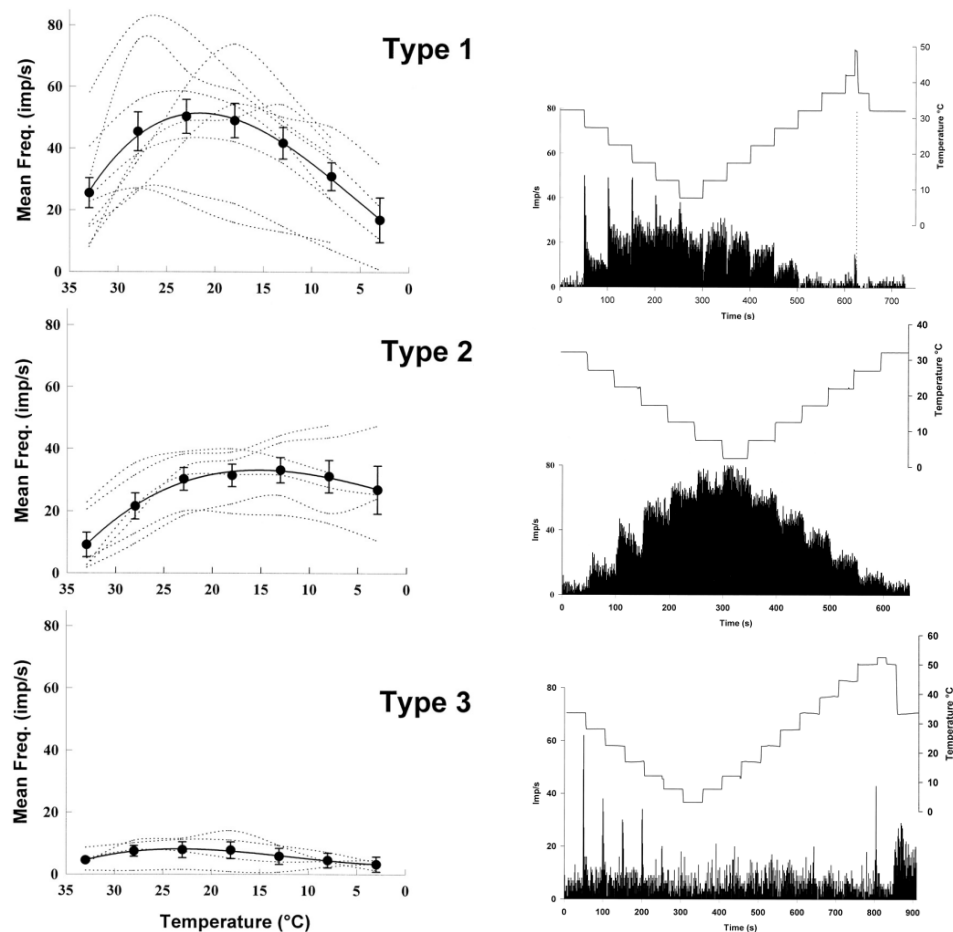 Type 1
Mean Freq. (imp/s)
80
60
40
20
0
35 30 25 20 15 10 5 0
Imp/s
80
60
40
20
0
50
40
30
20
10
0
Temperature °C
0 100 200 300 400 500 600 700
Time (s)
Type 2
Mean Freq. (imp/s)
80
60
40
20
0
35 30 25 20 15 10 5 0
Imp/s
80
40
0
40
30
20
10
0
Temperature °C
0 100 200 300 400 500 600
Time (s)
Type 3
Mean Freq. (imp/s)
80
60
40
20
0
35 30 25 20 15 10 5 0
Temperature (°C)
Imp/s
80
60
40
20
0
60
50
40
30
20
10
0
Temperature °C
0 100 200 300 400 500 600 700 800 900
Time (s)